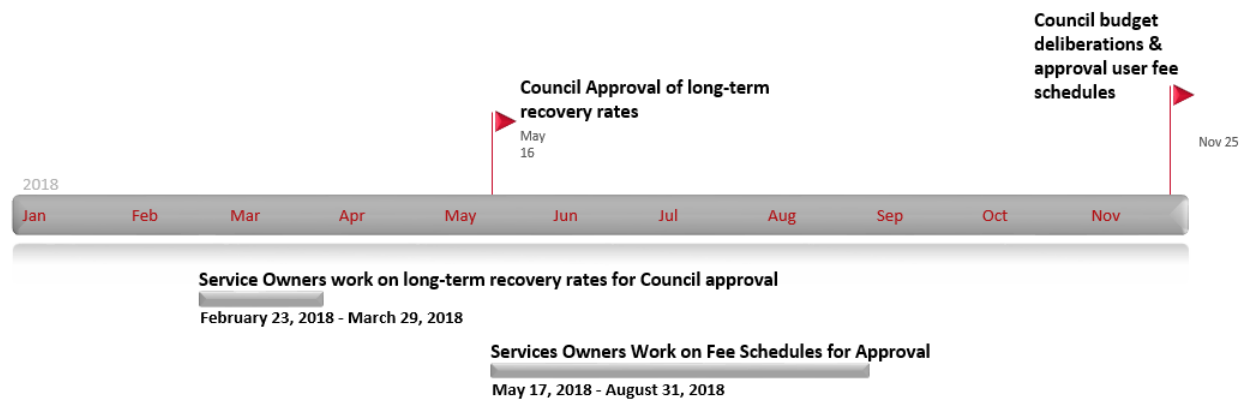 Council budget
deliberations &
approval user fee
schedules
Nov 25
Council Approval of long-term
recovery rates
May
16
2018
Jan Feb Mar Apr May Jun Jul Aug Sep Oct Nov
Service Owners work on long-term recovery rates for Council approval
February 23, 2018 - March 29, 2018
Services Owners Work on Fee Schedules for Approval
May 17, 2018 - August 31, 2018